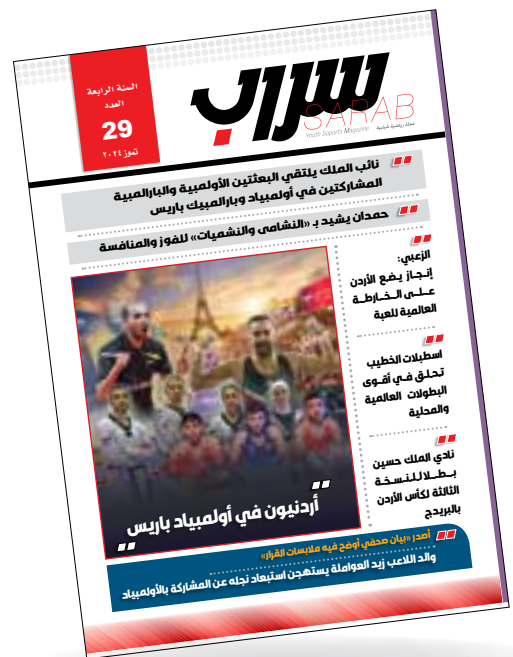 السنة الرابعة
العدد
29
تموز ٢٠٢٤
سراب
SARAB
Youth Soports Magazine مجلة رياضية شبابية
نائب الملك يلتقي البعثتين الأولمبية والبارالمبية
المشاركتين في أولمبياد وبارالمبيك باريس
حمدان يشيد بـ «النشامى والنشميات» للفوز والمنافسة
الزعبي:
إنجاز يضع الأردن
على الخارطة
العالمية للعبة
اسطبلات الخطيب
تحلق في أقوى
البطولات العالمية
والمحلية
نادي الملك حسين
بطلا للنسخة
الثالثة لكأس الأردن
بالبريدج
أردنيون في أولمبياد باريس
أصدر «بيان صحفي أوضح فيه ملابسات القرار»
والد اللاعب زيد العواملة يستهجن استبعاد نجله عن المشاركة بالأولمبياد